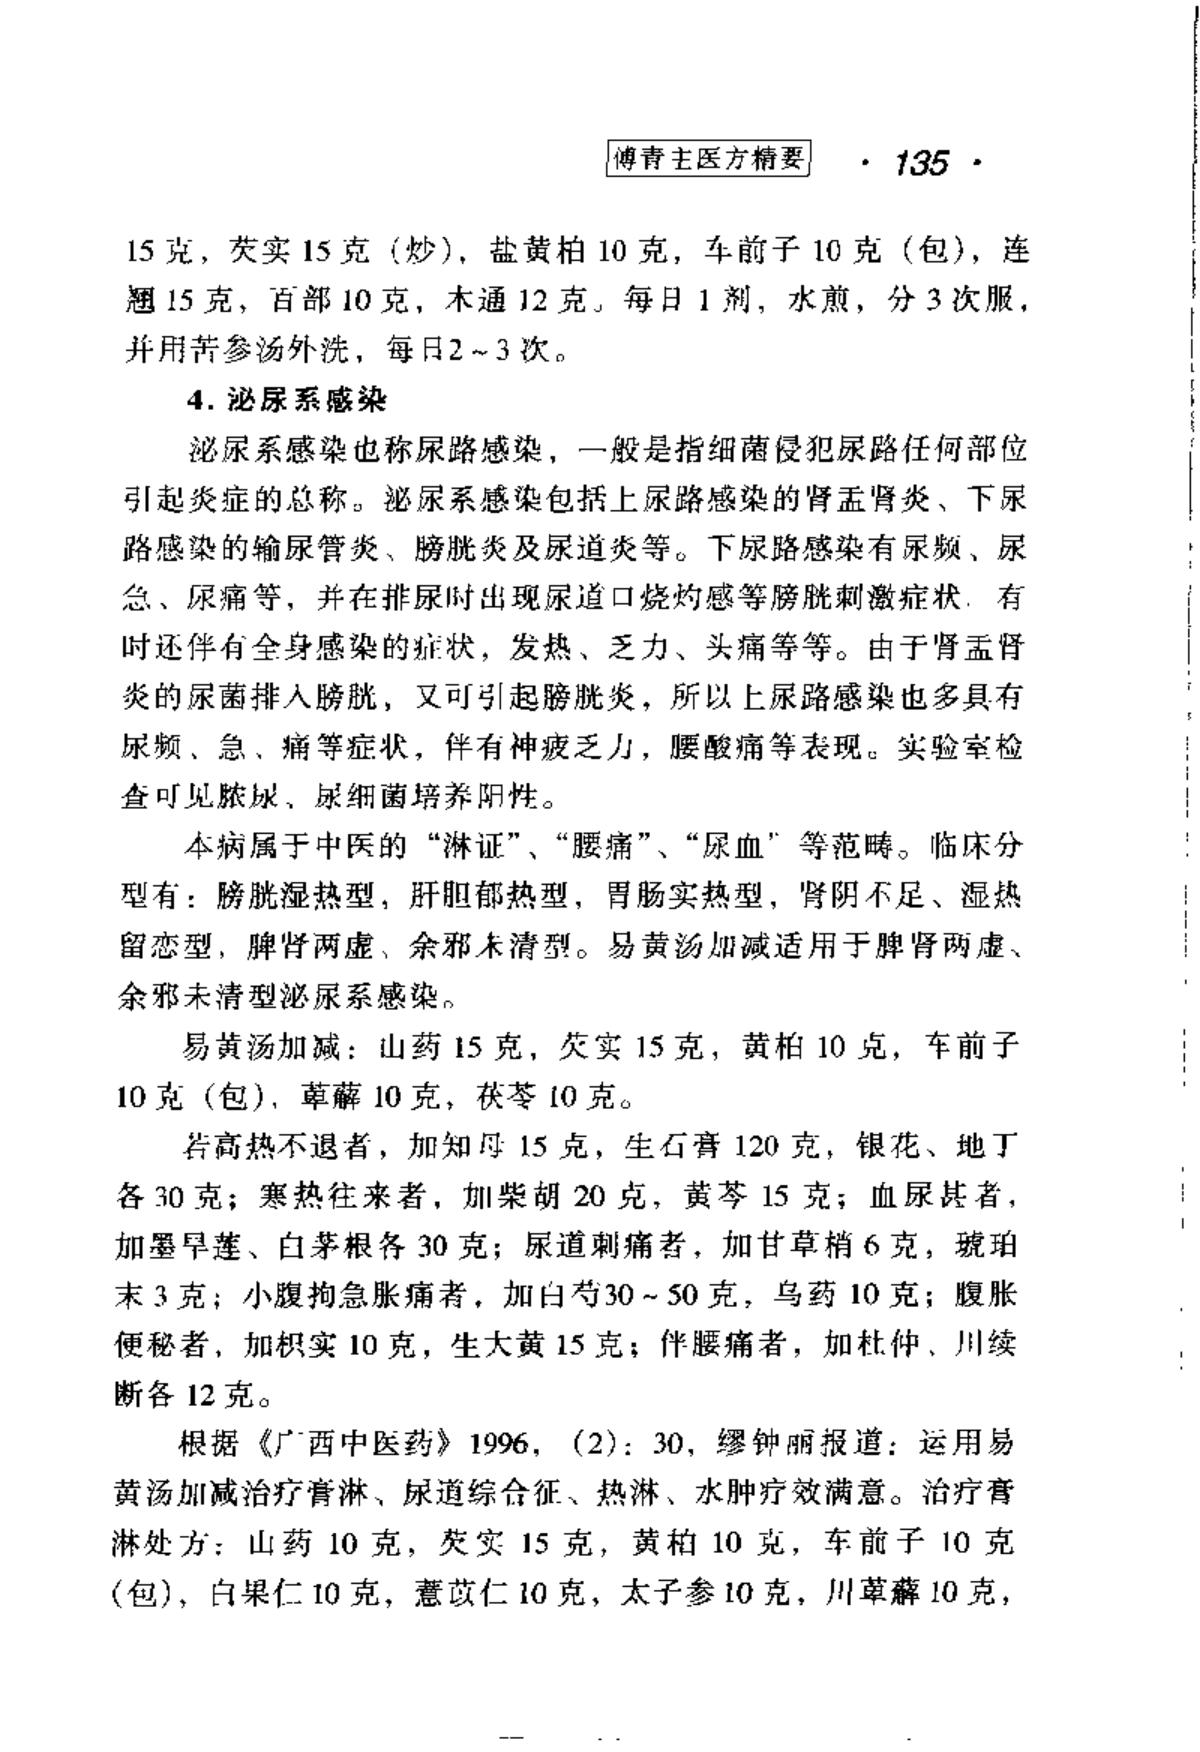 傅青主医方精要 · 135 ·
15克，芡实15克（炒），盐黄柏10克，车前子10克（包），连
翘15克，百部10克，木通12克。每日1剂，水煎，分3次服，
并用苦参汤外洗，每日2~3次。
4. 泌尿系感染
泌尿系感染也称尿路感染，一般是指细菌侵犯尿路任何部位
引起炎症的总称。泌尿系感染包括上尿路感染的肾盂肾炎、下尿
路感染的输尿管炎、膀胱炎及尿道炎等。下尿路感染有尿频、尿
急、尿痛等，并在排尿时出现尿道口烧灼感等膀胱刺激症状．有
时还伴有全身感染的症状，发热、乏力、头痛等等。由于肾盂肾
炎的尿菌排入膀胱，又可引起膀胱炎，所以上尿路感染也多具有
尿频、急、痛等症状，伴有神疲乏力，腰酸痛等表现。实验室检
查可见脓尿、尿细菌培养阳性。
本病属于中医的“淋证”、“腰痛”、“尿血”等范畴。临床分
型有：膀胱湿热型，肝胆郁热型，胃肠实热型，肾阴不足、湿热
留恋型，脾肾两虚、余邪未清型。易黄汤加减适用于脾肾两虚、
余邪未清型泌尿系感染。
易黄汤加减：山药15克，芡实15克，黄柏10克，车前子
10克（包），萆薢10克，茯苓10克。
若高热不退者，加知母15克，生石膏120克，银花、地丁
各30克；寒热往来者，加柴胡20克，黄芩15克；血尿甚者，
加墨旱莲、白茅根各30克；尿道刺痛者，加甘草梢6克，琥珀
末3克；小腹拘急胀痛者，加白芍30~50克，乌药10克；腹胀
便秘者，加枳实10克，生大黄15克；伴腰痛者，加杜仲、川续
断各12克。
根据《广西中医药》1996，（2）：30，缪钟丽报道：运用易
黄汤加减治疗膏淋、尿道综合征、热淋、水肿疗效满意。治疗膏
淋处方：山药10克，芡实15克，黄柏10克，车前子10克
（包），白果仁10克，薏苡仁10克，太子参10克，川萆薢10克，